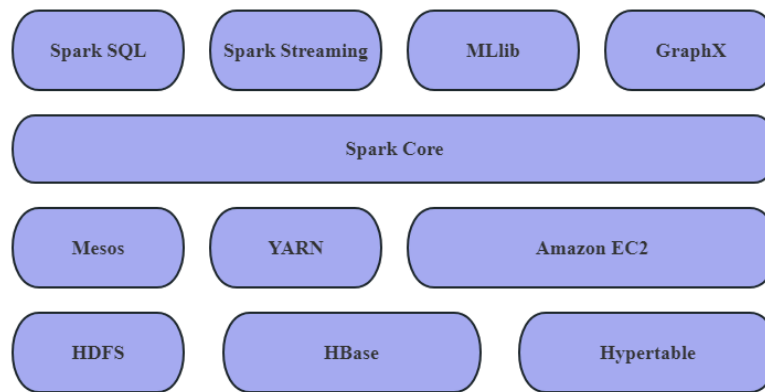 Spark SQL
Spark Streaming
MLlib
GraphX
Spark Core
Mesos
YARN
Amazon EC2
HDFS
HBase
Hypertable